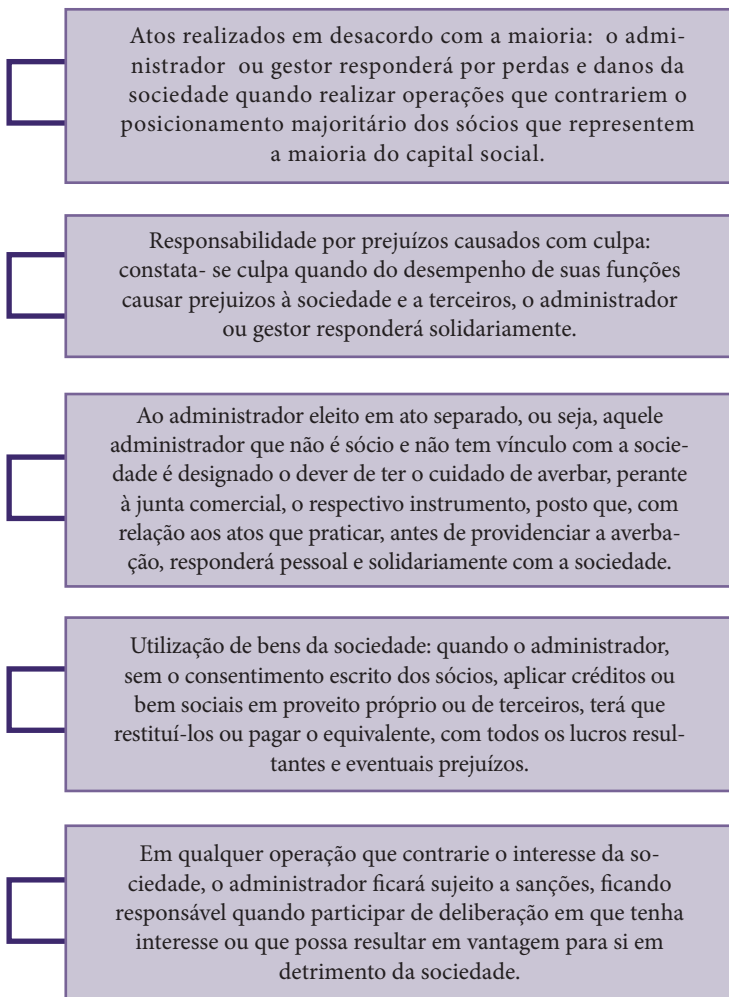 Atos realizados em desacordo com a maioria: o admi-
nistrador ou gestor responderá por perdas e danos da
sociedade quando realizar operações que contrariem o
posicionamento majoritário dos sócios que representem
a maioria do capital social.
Responsabilidade por prejuízos causados com culpa:
constata- se culpa quando do desempenho de suas funções
causar prejuizos à sociedade e a terceiros, o administrador
ou gestor responderá solidariamente.
Ao administrador eleito em ato separado, ou seja, aquele
administrador que não é sócio e não tem vínculo com a socie-
dade é designado o dever de ter o cuidado de averbar, perante
à junta comercial, o respectivo instrumento, posto que, com
relação aos atos que praticar, antes de providenciar a averba-
ção, responderá pessoal e solidariamente com a sociedade.
Utilização de bens da sociedade: quando o administrador,
sem o consentimento escrito dos sócios, aplicar créditos ou
bem sociais em proveito próprio ou de terceiros, terá que
restituí-los ou pagar o equivalente, com todos os lucros resul-
tantes e eventuais prejuízos.
Em qualquer operação que contrarie o interesse da so-
ciedade, o administrador ficará sujeito a sanções, ficando
responsável quando participar de deliberação em que tenha
interesse ou que possa resultar em vantagem para si em
detrimento da sociedade.